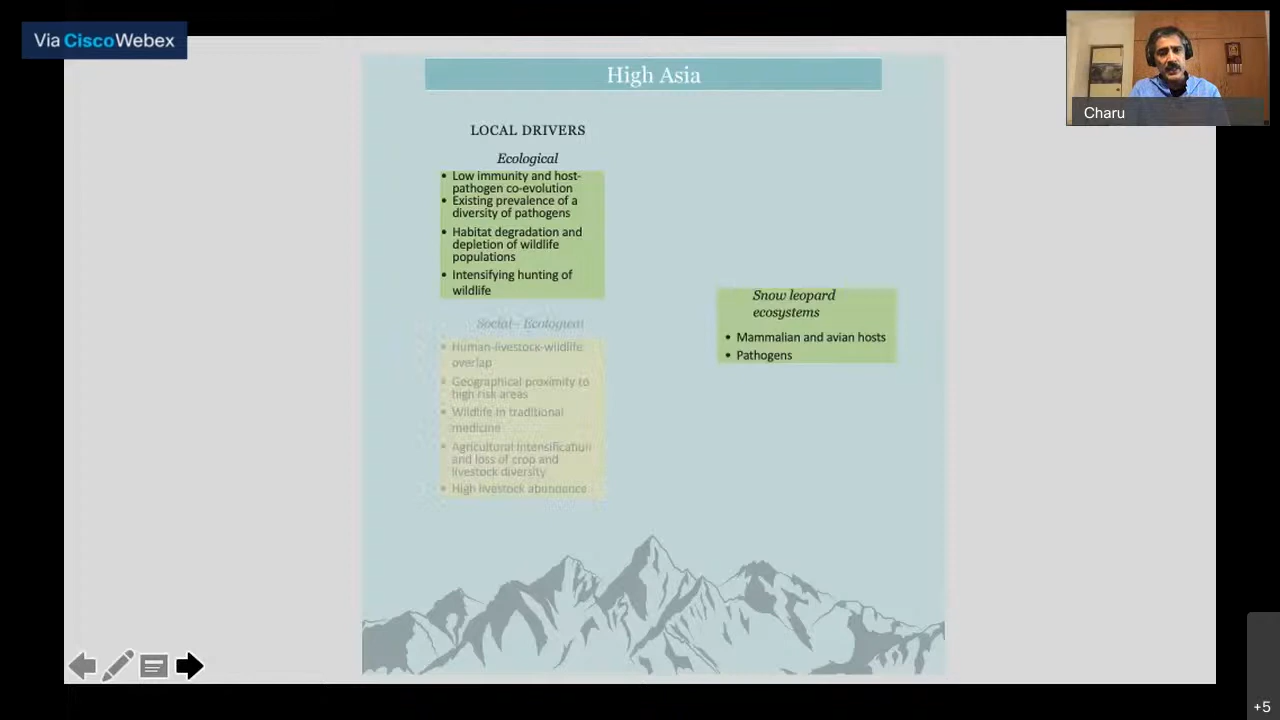 Via CiscoWebex
High Asia
Charu
LOCAL DRIVERS
Ecological
• Low immunity and host-
pathogen co-evolution
• Existing prevalence of a
diversity of pathogens
• Habitat degradation and
depletion of wildlife
populations
• Intensifying hunting of
wildlife
Social - Ecological
• Human-livestock-wildlife
overlap
• Geographical proximity to
high risk areas
• Wildlife in traditional
medicine
• Agricultural intensification
and loss of crop and
livestock diversity
• High livestock abundance
Snow leopard
ecosystems
• Mammalian and avian hosts
• Pathogens
+5